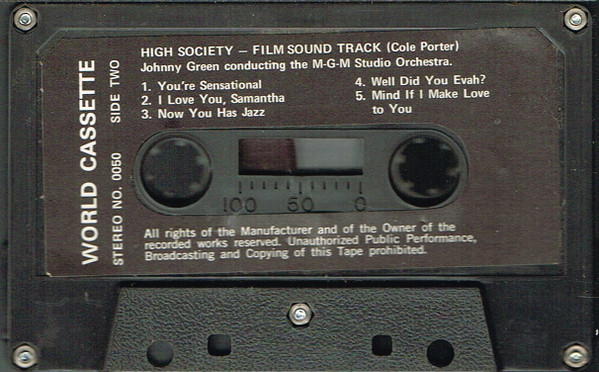 WORLD CASSETTE
STEREO NO. 0050 SIDE TWO
HIGH SOCIETY — FILM SOUND TRACK (Cole Porter)
Johnny Green conducting the M-G-M Studio Orchestra.
1. You're Sensational
2. I Love You, Samantha
3. Now You Has Jazz
4. Well Did You Evah?
5. Mind If I Make Love
to You
100 50 0
All rights of the Manufacturer and of the Owner of the
recorded works reserved. Unauthorized Public Performance,
Broadcasting and Copying of this Tape prohibited.